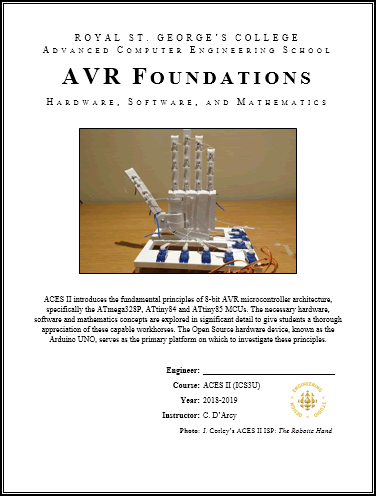 ROYAL ST. GEORGE'S COLLEGE
ADVANCED COMPUTER ENGINEERING SCHOOL
AVR FOUNDATIONS
HARDWARE, SOFTWARE, AND MATHEMATICS
ACES II introduces the fundamental principles of 8-bit AVR microcontroller architecture,
specifically the ATmega328P, ATtiny84 and ATtiny85 MCUs. The necessary hardware,
software and mathematics concepts are explored in significant detail to give students a thorough
appreciation of these capable workhorses. The Open Source hardware device, known as the
Arduino UNO, serves as the primary platform on which to investigate these principles.
Engineer:
Course: ACES II (ICS3U)
Year: 2018-2019
Instructor: C. D'Arcy
Photo: J. Corley's ACES II ISP: The Robotic Hand